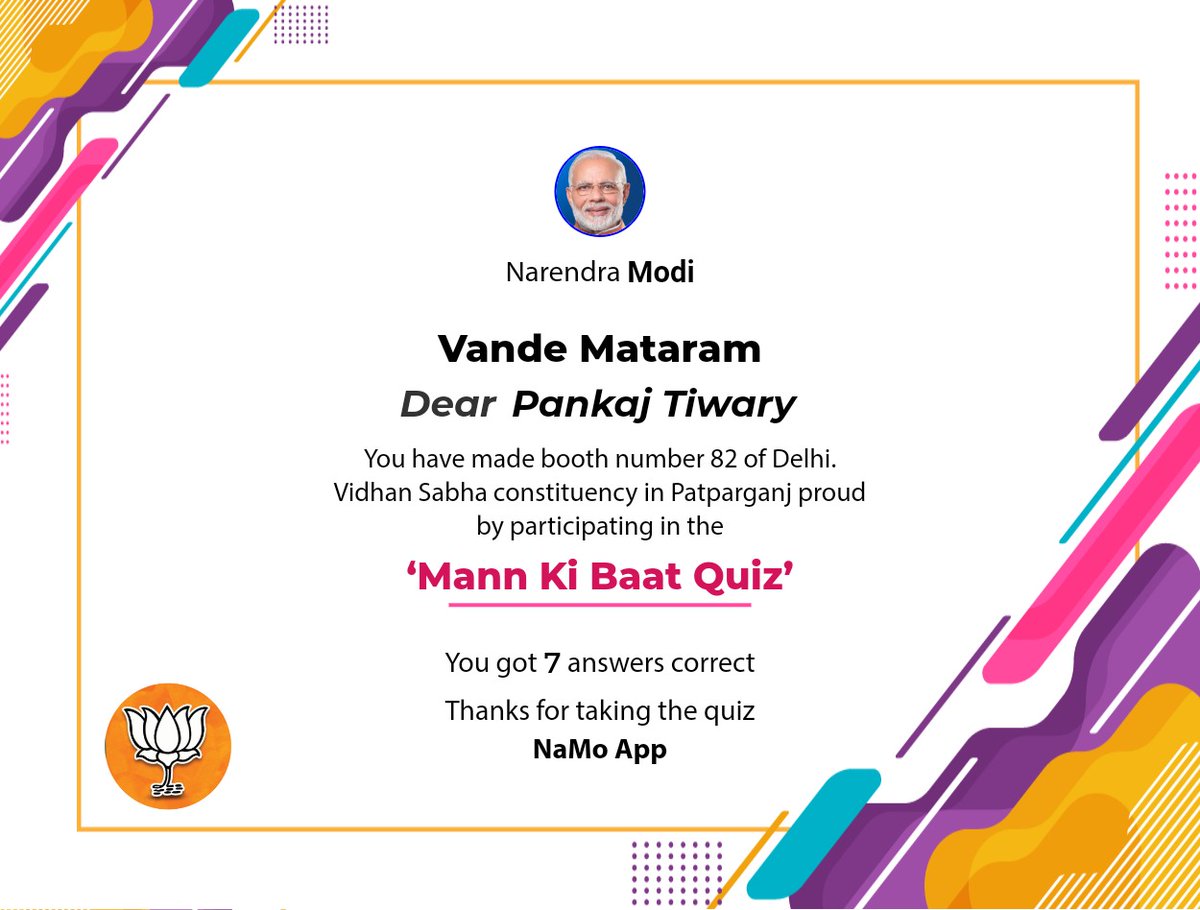 Narendra Modi
Vande Mataram
Dear Pankaj Tiwary
You have made booth number 82 of Delhi.
Vidhan Sabha constituency in Patparganj proud
by participating in the
‘Mann Ki Baat Quiz’
You got 7 answers correct
Thanks for taking the quiz
NaMo App